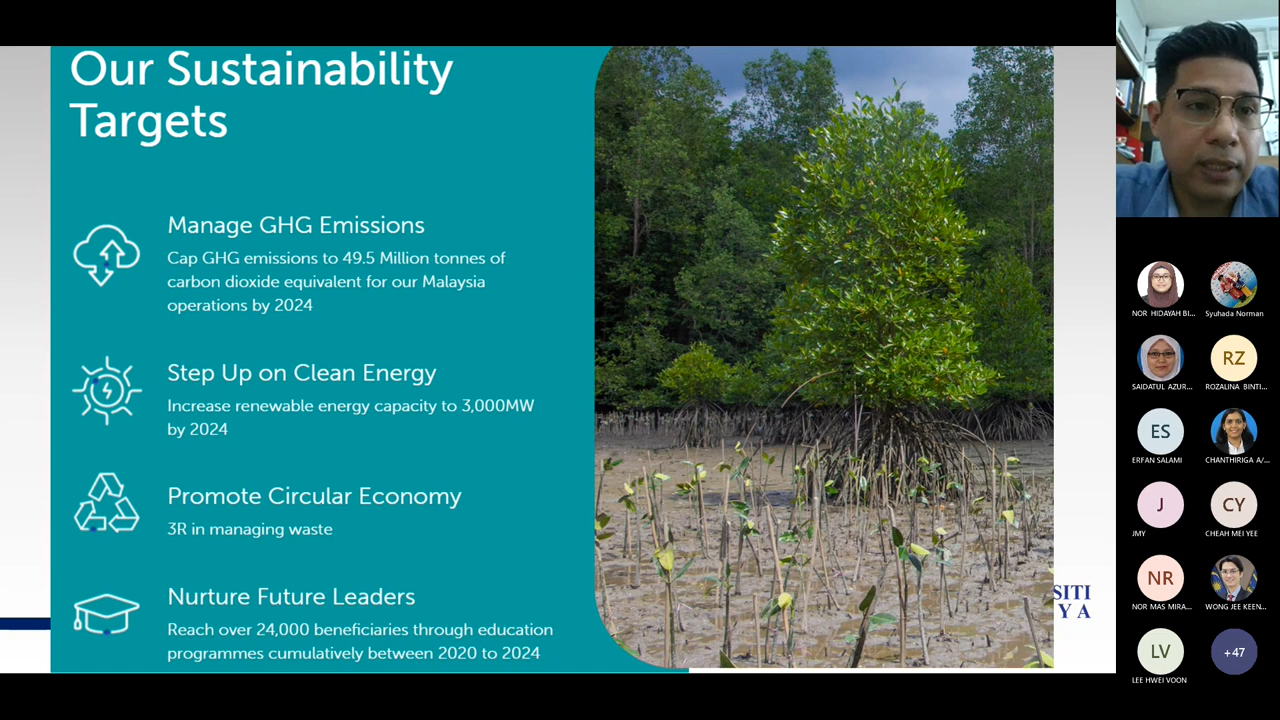 Our Sustainability
Targets
Manage GHG Emissions
Cap GHG emissions to 49.5 Million tonnes of
carbon dioxide equivalent for our Malaysia
operations by 2024
Step Up on Clean Energy
Increase renewable energy capacity to 3,000MW
by 2024
Promote Circular Economy
3R in managing waste
Nurture Future Leaders
Reach over 24,000 beneficiaries through education
programmes cumulatively between 2020 to 2024
SITI
Y A
NOR HIDAYAH BI...
Syuhada Norman
SAIDATUL AZUR...
RZ
ROZALINA BINTI...
ES
ERFAN SALAMI
CHANTHIRIGA A/...
J
JMY
CY
CHEAH MEI YEE
NR
NOR MAS MIRA...
WONG JEE KEEN...
LV
LEE HWEI VOON
+47